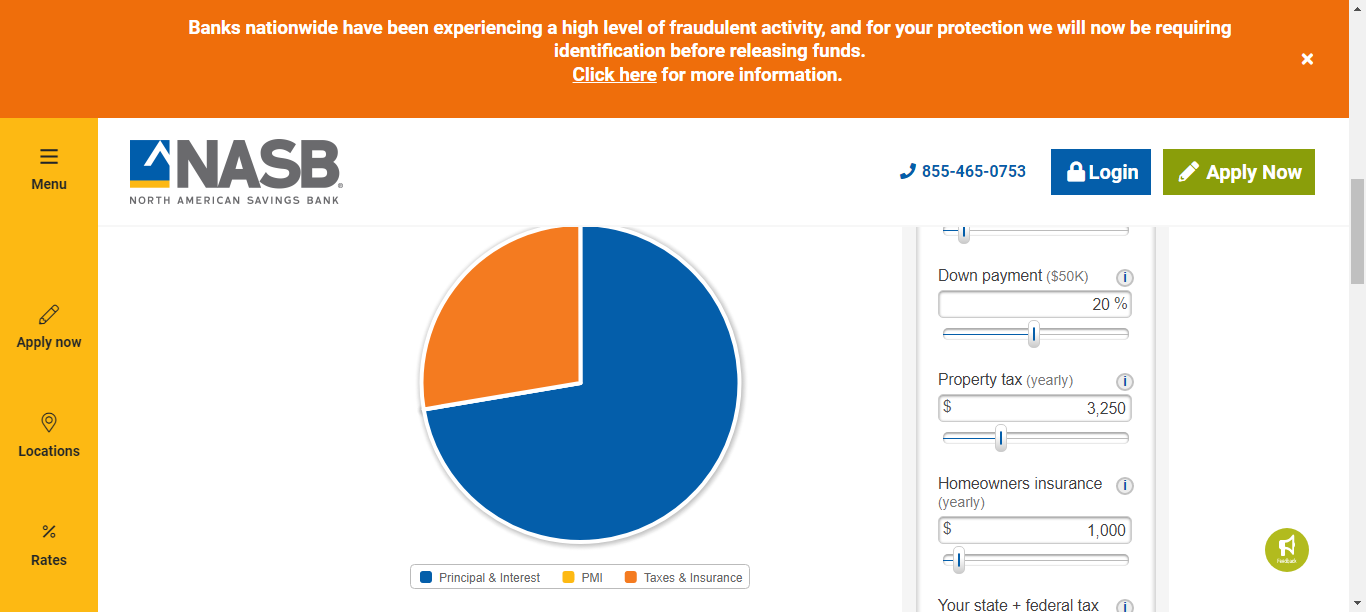 Banks nationwide have been experiencing a high level of fraudulent activity, and for your protection we will now be requiring
identification before releasing funds.
Click here for more information.
Menu
NASB
NORTH AMERICAN SAVINGS BANK
855-465-0753
Login
Apply Now
Apply now
Locations
Rates
Principal & Interest
PMI
Taxes & Insurance
Down payment ($50K)
20 %
Property tax (yearly)
$ 3,250
Homeowners insurance
(yearly)
$ 1,000
Your state + federal tax
Feedback